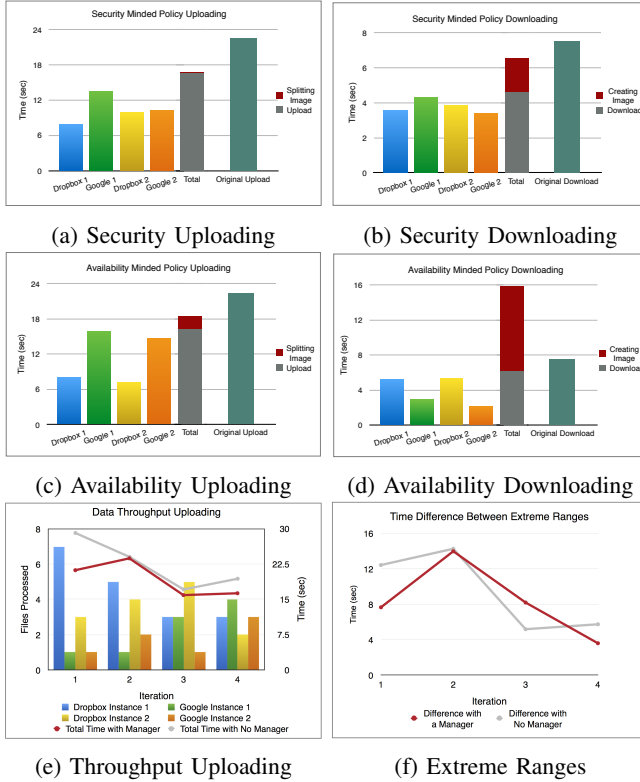 Security Minded Policy Uploading
Time (sec)
24
18
12
6
0
Dropbox 1
Google 1
Dropbox 2
Google 2
Total
Original Upload
Splitting
Image
Upload
(a) Security Uploading
Security Minded Policy Downloading
Time (sec)
8
6
4
2
0
Dropbox 1
Google 1
Dropbox 2
Google 2
Total
Original Download
Creating
Image
Download
(b) Security Downloading
Availability Minded Policy Uploading
Time (sec)
24
18
12
6
0
Dropbox 1
Google 1
Dropbox 2
Google 2
Total
Original Upload
Splitting
Image
Upload
(c) Availability Uploading
Availability Minded Policy Downloading
Time (sec)
16
12
8
4
0
Dropbox 1
Google 1
Dropbox 2
Google 2
Total
Original Download
Creating
Image
Download
(d) Availability Downloading
Data Throughput Uploading
Files Processed
8
6
4
2
0
30
22.5
15
7.5
0
Time (sec)
1
2
3
4
Iteration
Dropbox Instance 1
Google Instance 1
Dropbox Instance 2
Google Instance 2
Total Time with Manager
Total Time with No Manager
(e) Throughput Uploading
Time Difference Between Extreme Ranges
Time (sec)
16
12
8
4
0
1
2
3
4
Iteration
Difference with
a Manager
Difference with
No Manager
(f) Extreme Ranges